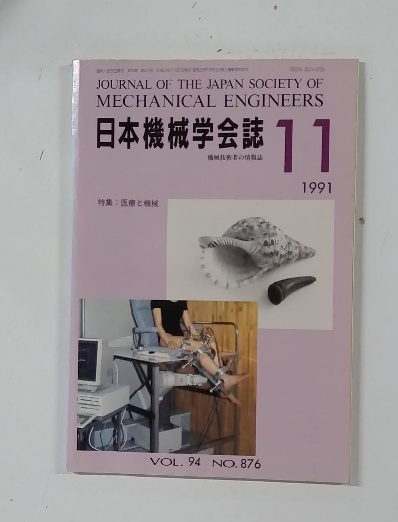 JOURNAL OF THE JAPAN SOCIETY OF
MECHANICAL ENGINEERS
日本機械学会誌 11
機械技術者の情報誌
1991
特集：医療と機械
VOL. 94 NO. 876